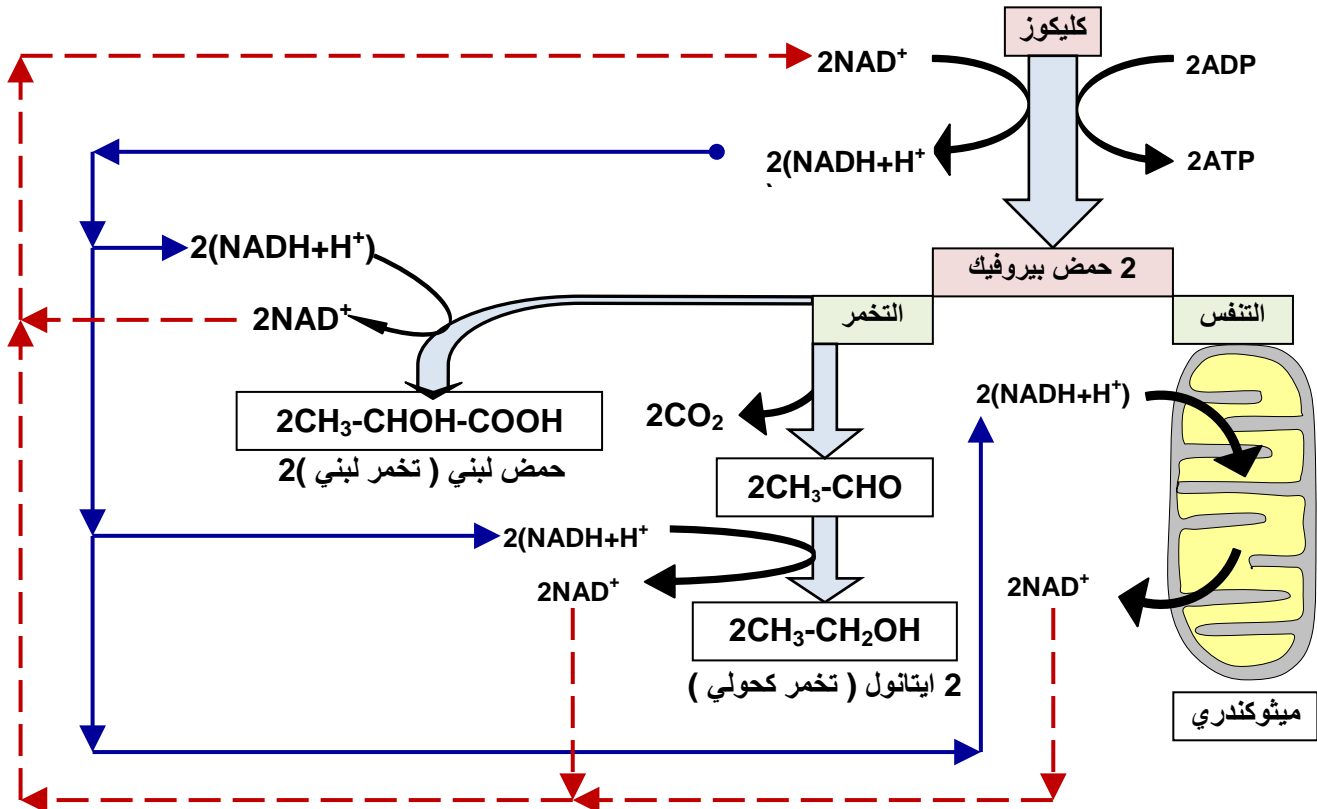 كليكوز
2NAD⁺
2ADP
2(NADH+H⁺
)
2ATP
2(NADH+H⁺)
2 حمض بيروفيك
2NAD⁺
التخمر
التنفس
2(NADH+H⁺)
2CO₂
2CH₃-CHOH-COOH
حمض لبني ( تخمر لبني )2
2CH₃-CHO
2(NADH+H⁺
2NAD⁺
2NAD⁺
2CH₃-CH₂OH
2 ايتانول ( تخمر كحولي )
ميثوكندري